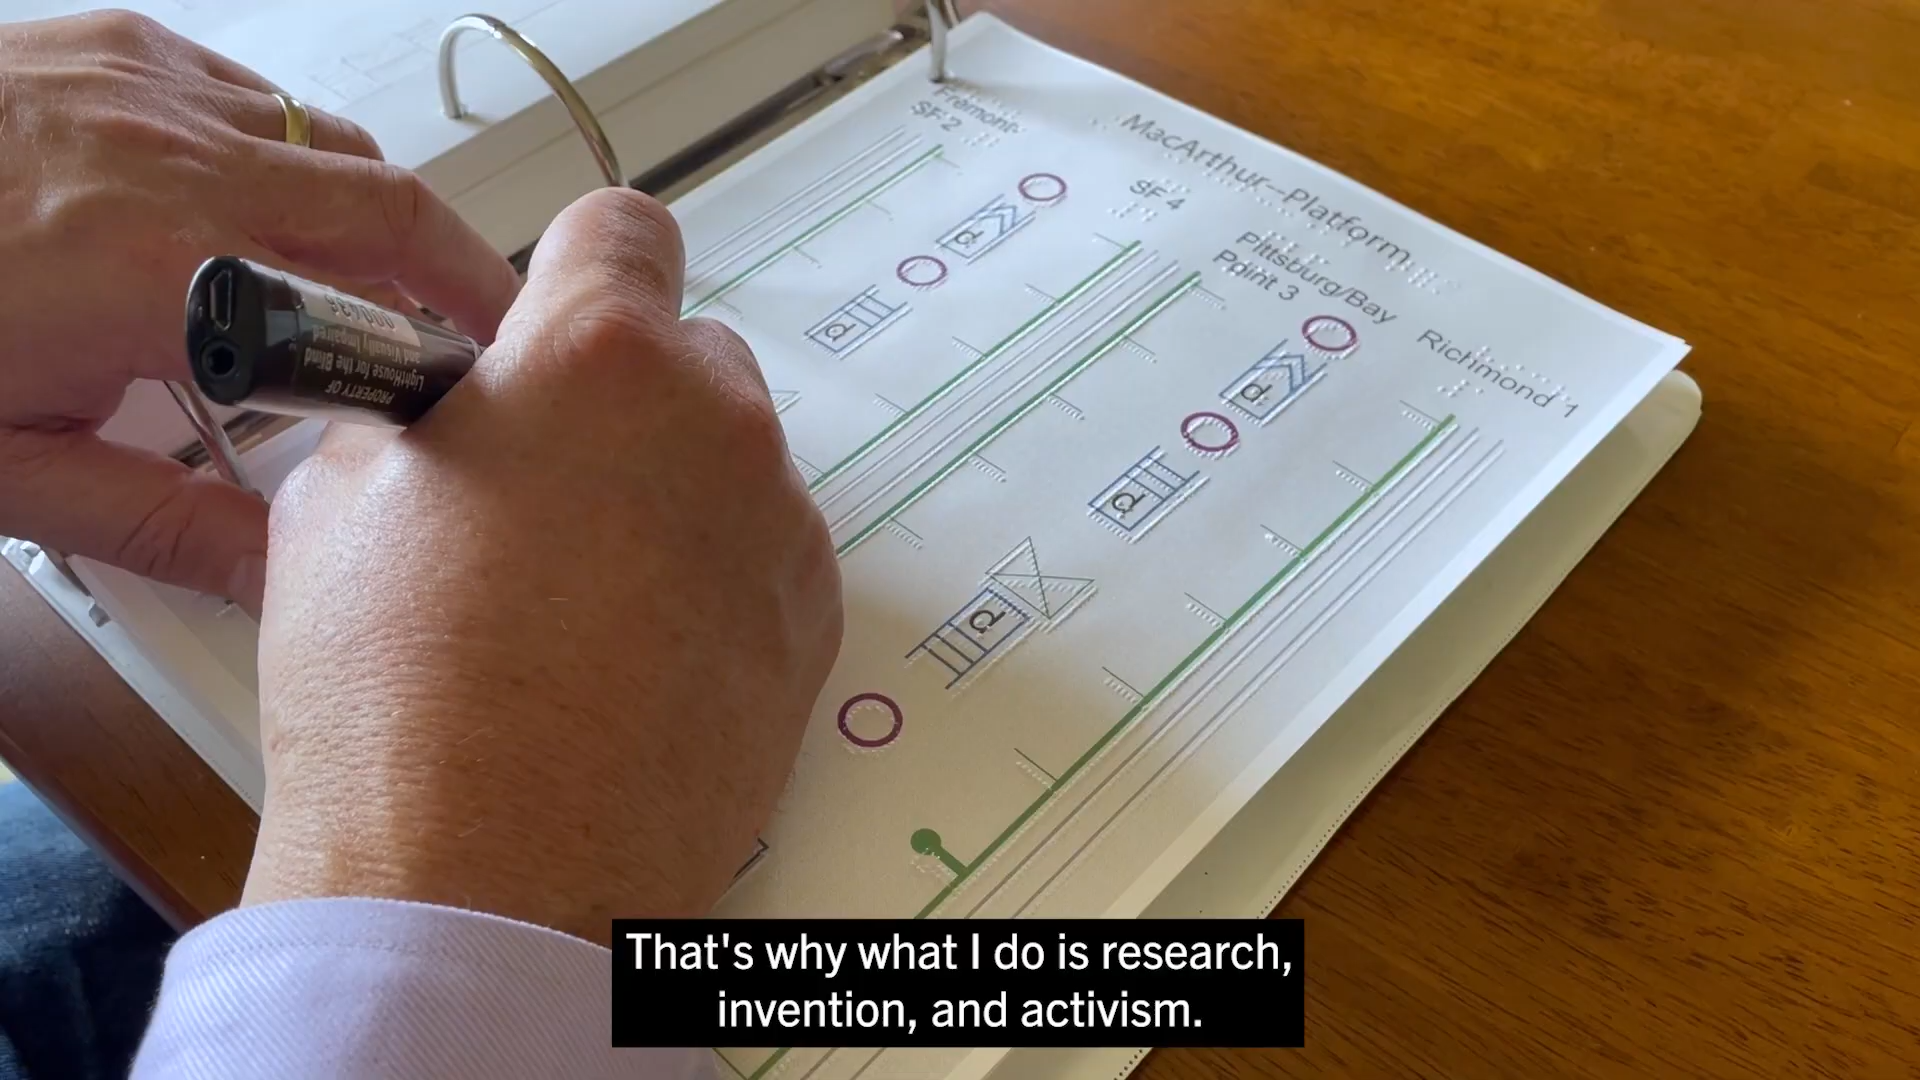 MacArthur--Platform
Fremont
SF 2
SF 4
Pittsburg/Bay
Point 3
Richmond 1
a
a
a
a
a
PROPERTY OF
LightHouse for the Blind
and Visually Impaired
000434
That's why what I do is research,
invention, and activism.